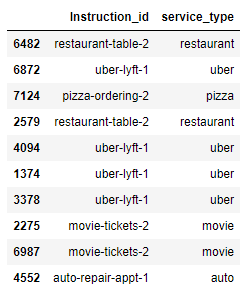 Instruction_id service_type
6482 restaurant-table-2 restaurant
6872 uber-lyft-1 uber
7124 pizza-ordering-2 pizza
2579 restaurant-table-2 restaurant
4094 uber-lyft-1 uber
1374 uber-lyft-1 uber
3378 uber-lyft-1 uber
2275 movie-tickets-2 movie
6987 movie-tickets-2 movie
4552 auto-repair-appt-1 auto